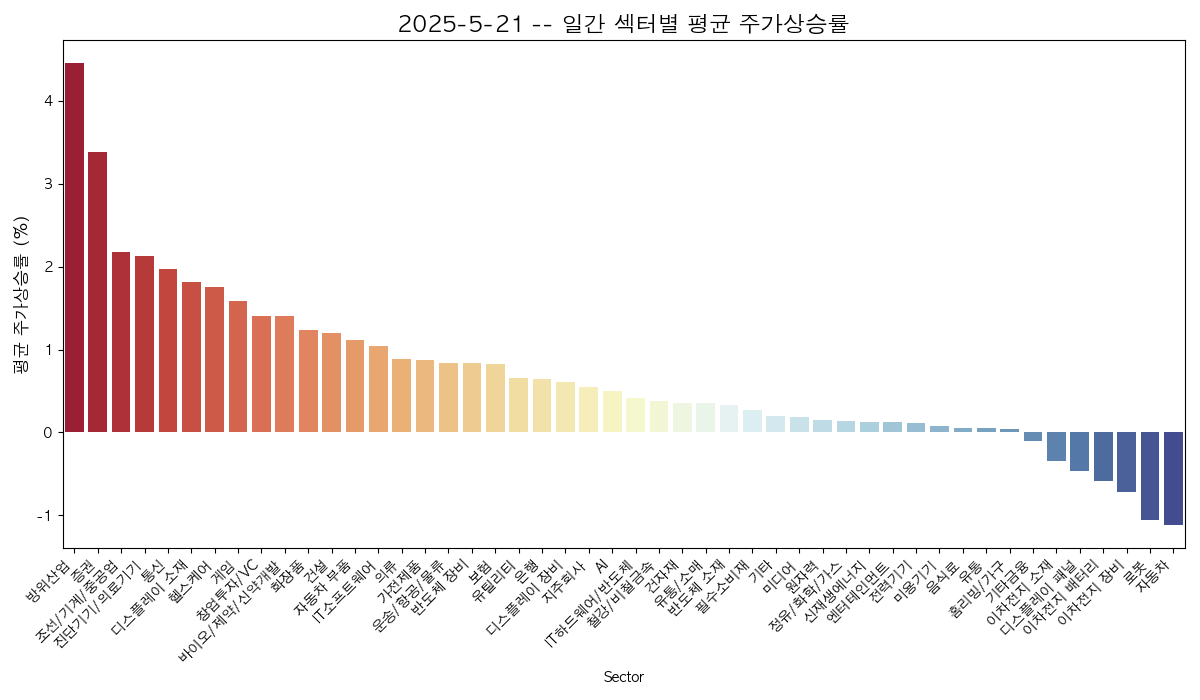 2025-5-21 -- 일간 섹터별 평균 주가상승률
평균 주가상승률 (%)
4
3
2
1
0
-1
방위산업
증권
조선/기계/중공업
진단기기/의료기기
통신
디스플레이 소재
헬스케어
게임
창업투자/VC
바이오/제약/신약개발
화장품
건설
자동차 부품
IT소프트웨어
의류
가전제품
운송/항공/물류
반도체 장비
보험
유틸리티
은행
디스플레이 장비
지주회사
AI
IT하드웨어/반도체
철강/비철금속
건자재
유통/소매
반도체 소재
필수소비재
기타
미디어
원자력
정유/화학/가스
신재생에너지
엔터테인먼트
전력기기
미용기기
음식료
유통
홈리빙/가구
기타금융
이차전지 소재
디스플레이 패널
이차전지 배터리
이차전지 장비
로봇
자동차
Sector